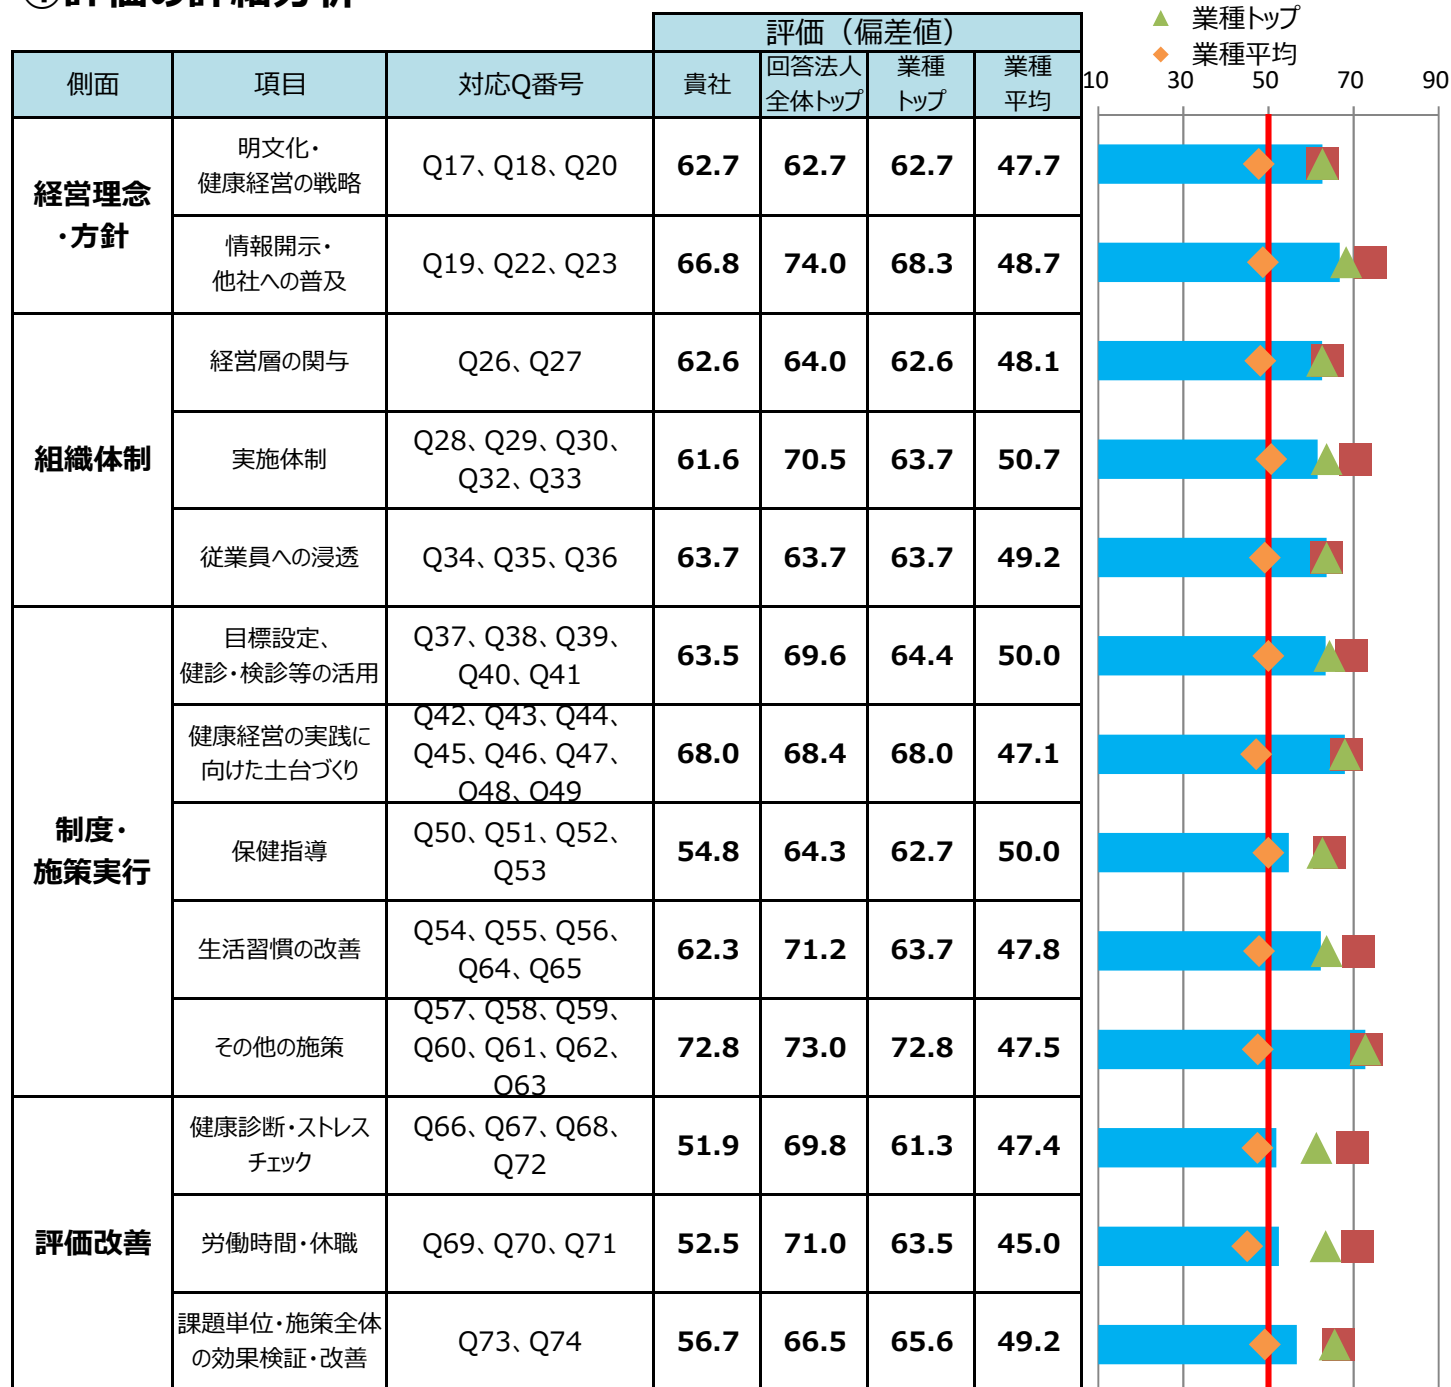 ①評価の詳細分析
▲ 業種トップ
◆ 業種平均
評価（偏差値）
側面 項目 対応Q番号 貴社 回答法人 業種 業種
全体トップ トップ 平均
10 30 50 70 90
経営理念
・方針
明文化・
健康経営の戦略
Q17、Q18、Q20 62.7 62.7 62.7 47.7
情報開示・
他社への普及
Q19、Q22、Q23 66.8 74.0 68.3 48.7
組織体制
経営層の関与 Q26、Q27 62.6 64.0 62.6 48.1
実施体制
Q28、Q29、Q30、
Q32、Q33
61.6 70.5 63.7 50.7
従業員への浸透 Q34、Q35、Q36 63.7 63.7 63.7 49.2
制度・
施策実行
目標設定、
健診・検診等の活用
Q37、Q38、Q39、
Q40、Q41
63.5 69.6 64.4 50.0
健康経営の実践に
向けた土台づくり
Q42、Q43、Q44、
Q45、Q46、Q47、
Q48、Q49
68.0 68.4 68.0 47.1
保健指導
Q50、Q51、Q52、
Q53
54.8 64.3 62.7 50.0
生活習慣の改善
Q54、Q55、Q56、
Q64、Q65
62.3 71.2 63.7 47.8
その他の施策
Q57、Q58、Q59、
Q60、Q61、Q62、
Q63
72.8 73.0 72.8 47.5
評価改善
健康診断・ストレス
チェック
Q66、Q67、Q68、
Q72
51.9 69.8 61.3 47.4
労働時間・休職 Q69、Q70、Q71 52.5 71.0 63.5 45.0
課題単位・施策全体
の効果検証・改善
Q73、Q74 56.7 66.5 65.6 49.2